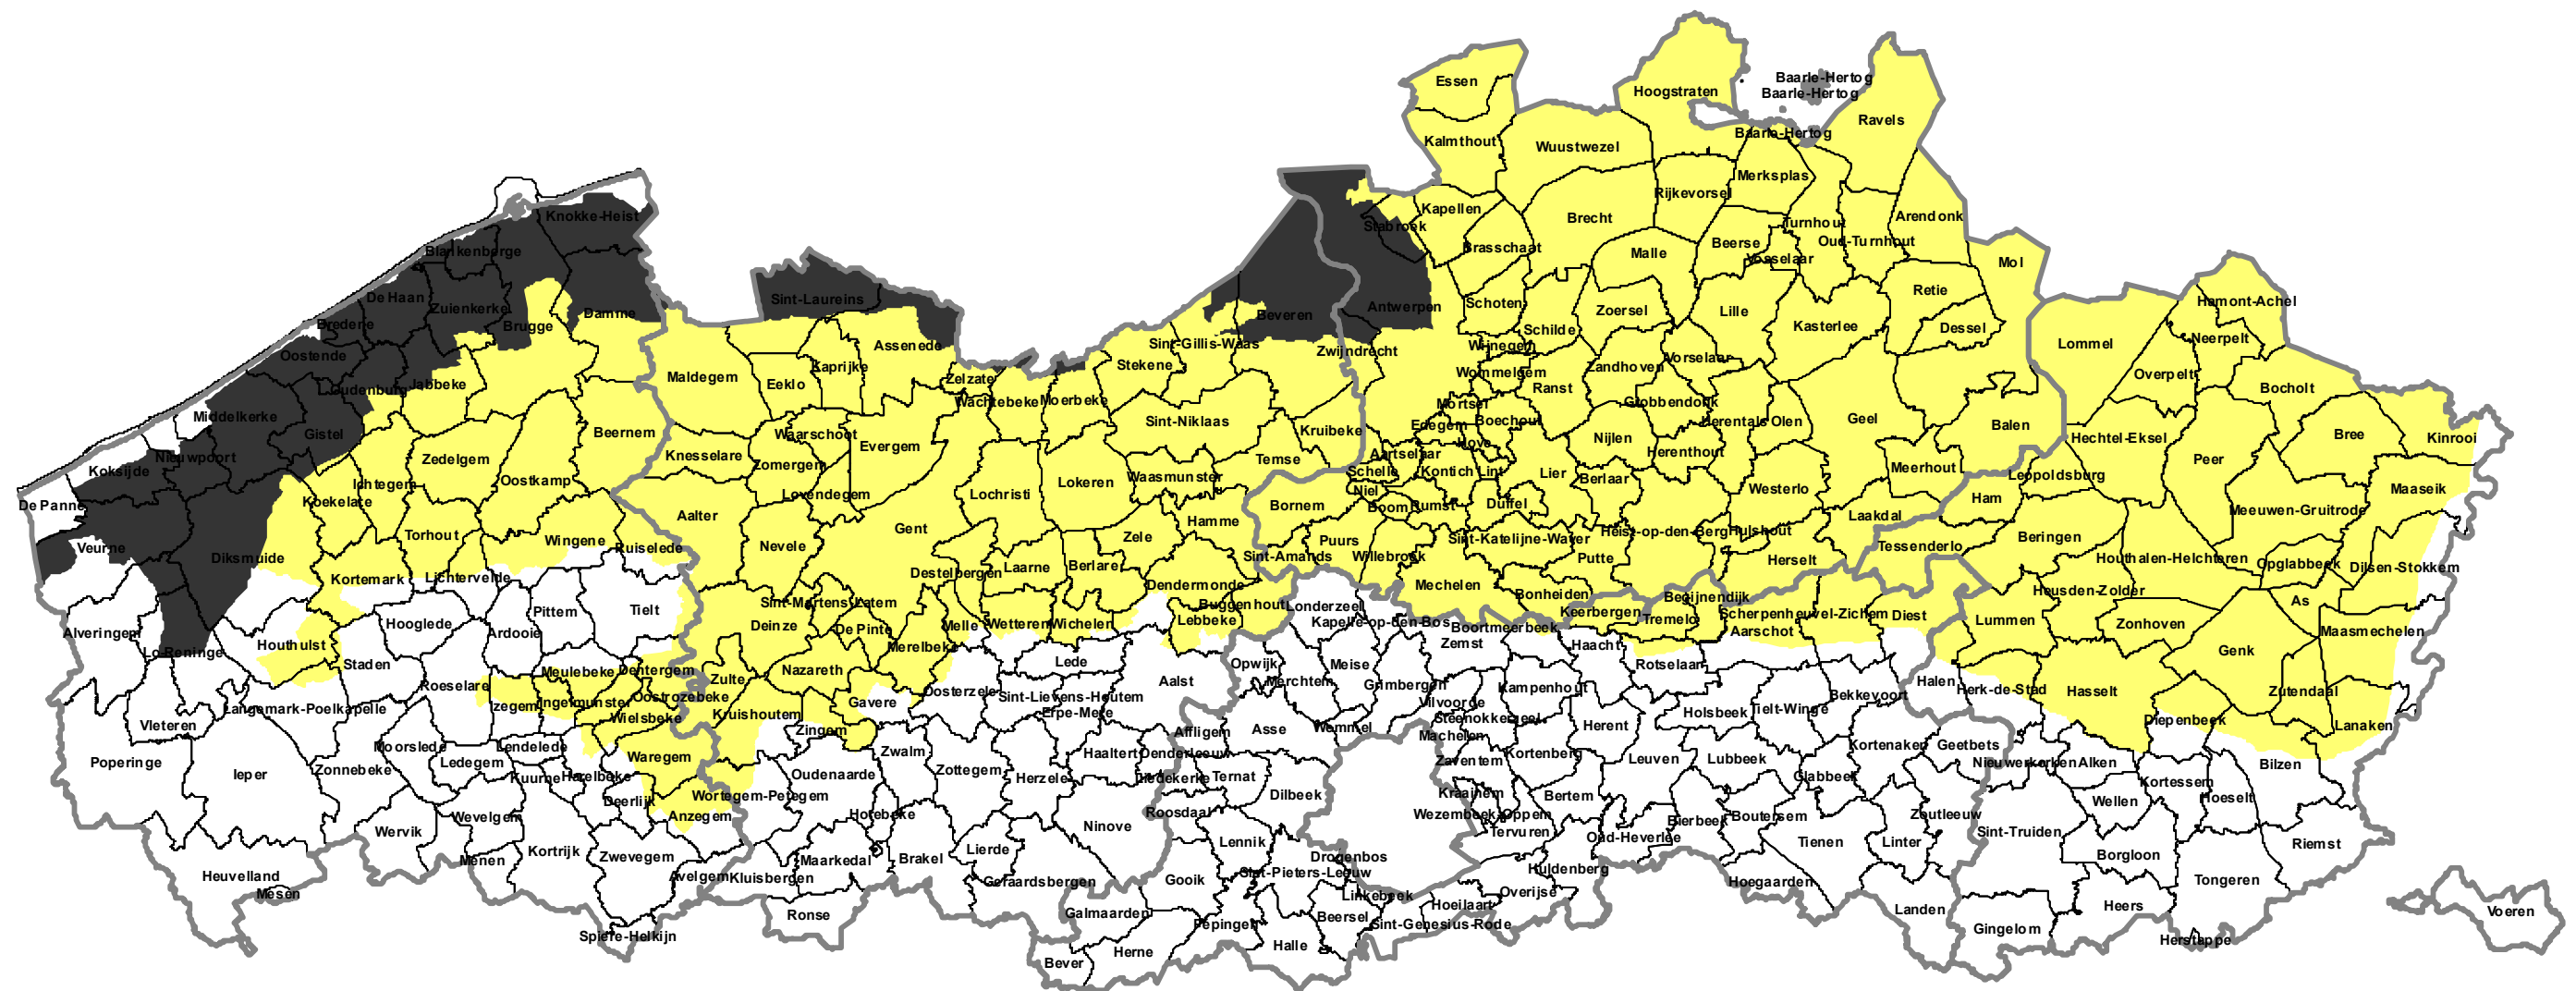 Baarle-Hertog
Essen
Hoogstraten
Baarle-Hertog
Ravels
Baarle-Hertog
Kalmthout
Wuustwezel
Merksplas
Rijkevorsel
Kapellen
Knokke-Heist
Brecht
Arendonk
Stabroek
Turnhout
Brasschaat
Beerse
Oud-Turnhout
Blankenberge
Malle
Vosselaar
Mol
De Haan
Sint-Laureins
Retie
Hamont-Achel
Zuienkerke
Damme
Beveren
Antwerpen
Schoten
Zoersel
Lille
Bredene
Brugge
Schilde
Kasterlee
Dessel
Neerpelt
Oostende
Assenede
Sint-Gillis-Waas
Zwijndrecht
Wijnegem
Vorselaar
Lommel
Jabbeke
Maldegem
Eeklo
Kaprijke
Zelzate
Stekene
Wommelgem
Ranst
Zandhoven
Overpelt
Bocholt
Oudenburg
Wachtebeke
Moerbeke
Mortsel
Grobbendonk
Middelkerke
Sint-Niklaas
Edegem
Boechout
Herentals
Olen
Geel
Balen
Gistel
Beernem
Waarschoot
Evergem
Kruibeke
Hove
Nijlen
Hechtel-Eksel
Bree
Kinrooi
Nieuwpoort
Koksijde
Zedelgem
Knesselare
Zomergem
Temse
Aartselaar
Schelle
Kontich
Lint
Herenthout
Meerhout
Peer
Ichtegem
Oostkamp
Lovendegem
Lochristi
Lokeren
Waasmunster
Niel
Lier
Berlaar
Westerlo
Leopoldsburg
Maaseik
De Panne
Koekelare
Aalter
Gent
Hamme
Bornem
Boom
Rumst
Duffel
Laakdal
Ham
Meeuwen-Gruitrode
Veurne
Diksmuide
Torhout
Wingene
Ruiselede
Nevele
Zele
Puurs
Sint-Katelijne-Waver
Heist-op-den-Berg
Hulshout
Beringen
Kortemark
Lichtervelde
Destelbergen
Laarne
Berlare
Sint-Amands
Willebroek
Putte
Herselt
Tessenderlo
Houthalen-Helchteren
Opglabbeek
Dilsen-Stokkem
Pittem
Tielt
Sint-Martens-Latem
Dendermonde
Mechelen
Bonheiden
Begijnendijk
Heusden-Zolder
As
Alveringem
Hooglede
Ardooie
Deinze
De Pinte
Melle
Wetteren
Wichelen
Lebbeke
Buggenhout
Londerzeel
Kapelle-op-den-Bos
Boortmeerbeek
Keerbergen
Tremelo
Scherpenheuvel-Zichem
Aarschot
Diest
Lummen
Zonhoven
Maasmechelen
Lo-Reninge
Houthulst
Staden
Meulebeke
Dentergem
Nazareth
Merelbeke
Lede
Opwijk
Meise
Zemst
Haacht
Rotselaar
Genk
Roeselare
Izegem
Ingelmunster
Oostrozebeke
Zulte
Oosterzele
Sint-Lievens-Houtem
Aalst
Merchtem
Grimbergen
Kampenhout
Bekkevoort
Halen
Herk-de-Stad
Hasselt
Zutendaal
Vleteren
Langemark-Poelkapelle
Wielsbeke
Kruishoutem
Gavere
Erpe-Mere
Vilvoorde
Steenokkerzeel
Holsbeek
Tielt-Winge
Diepenbeek
Lanaken
Poperinge
Ieper
Moorslede
Lendelede
Waregem
Zingem
Zwalm
Haaltert
Denderleeuw
Affligem
Asse
Wemmel
Machelen
Herent
Kortenaken
Geetbets
Zonnebeke
Ledegem
Kuurne
Harelbeke
Oudenaarde
Zottegem
Herzele
Liedekerke
Ternat
Zaventem
Kortenberg
Leuven
Lubbeek
Glabbeek
Nieuwerkerken
Alken
Kortessem
Bilzen
Deerlijk
Wortegem-Petegem
Dilbeek
Kraainem
Bertem
Wellen
Hoeselt
Wervik
Wevelgem
Anzegem
Horebeke
Ninove
Roosdaal
Wezembeek-Oppem
Tervuren
Oud-Heverlee
Bierbeek
Boutersem
Zoutleeuw
Sint-Truiden
Riemst
Menen
Kortrijk
Zwevegem
Maarkedal
Brakel
Lierde
Lennik
Drogenbos
Tienen
Linter
Borgloon
Heuvelland
Mesen
Avelgem
Kluisbergen
Geraardsbergen
Gooik
Sint-Pieters-Leeuw
Linkebeek
Huldenberg
Overijse
Hoegaarden
Tongeren
Ronse
Galmaarden
Pepingen
Beersel
Hoeilaart
Sint-Genesius-Rode
Landen
Heers
Voeren
Spiere-Helkijn
Bever
Herne
Halle
Gingelom
Herstappe